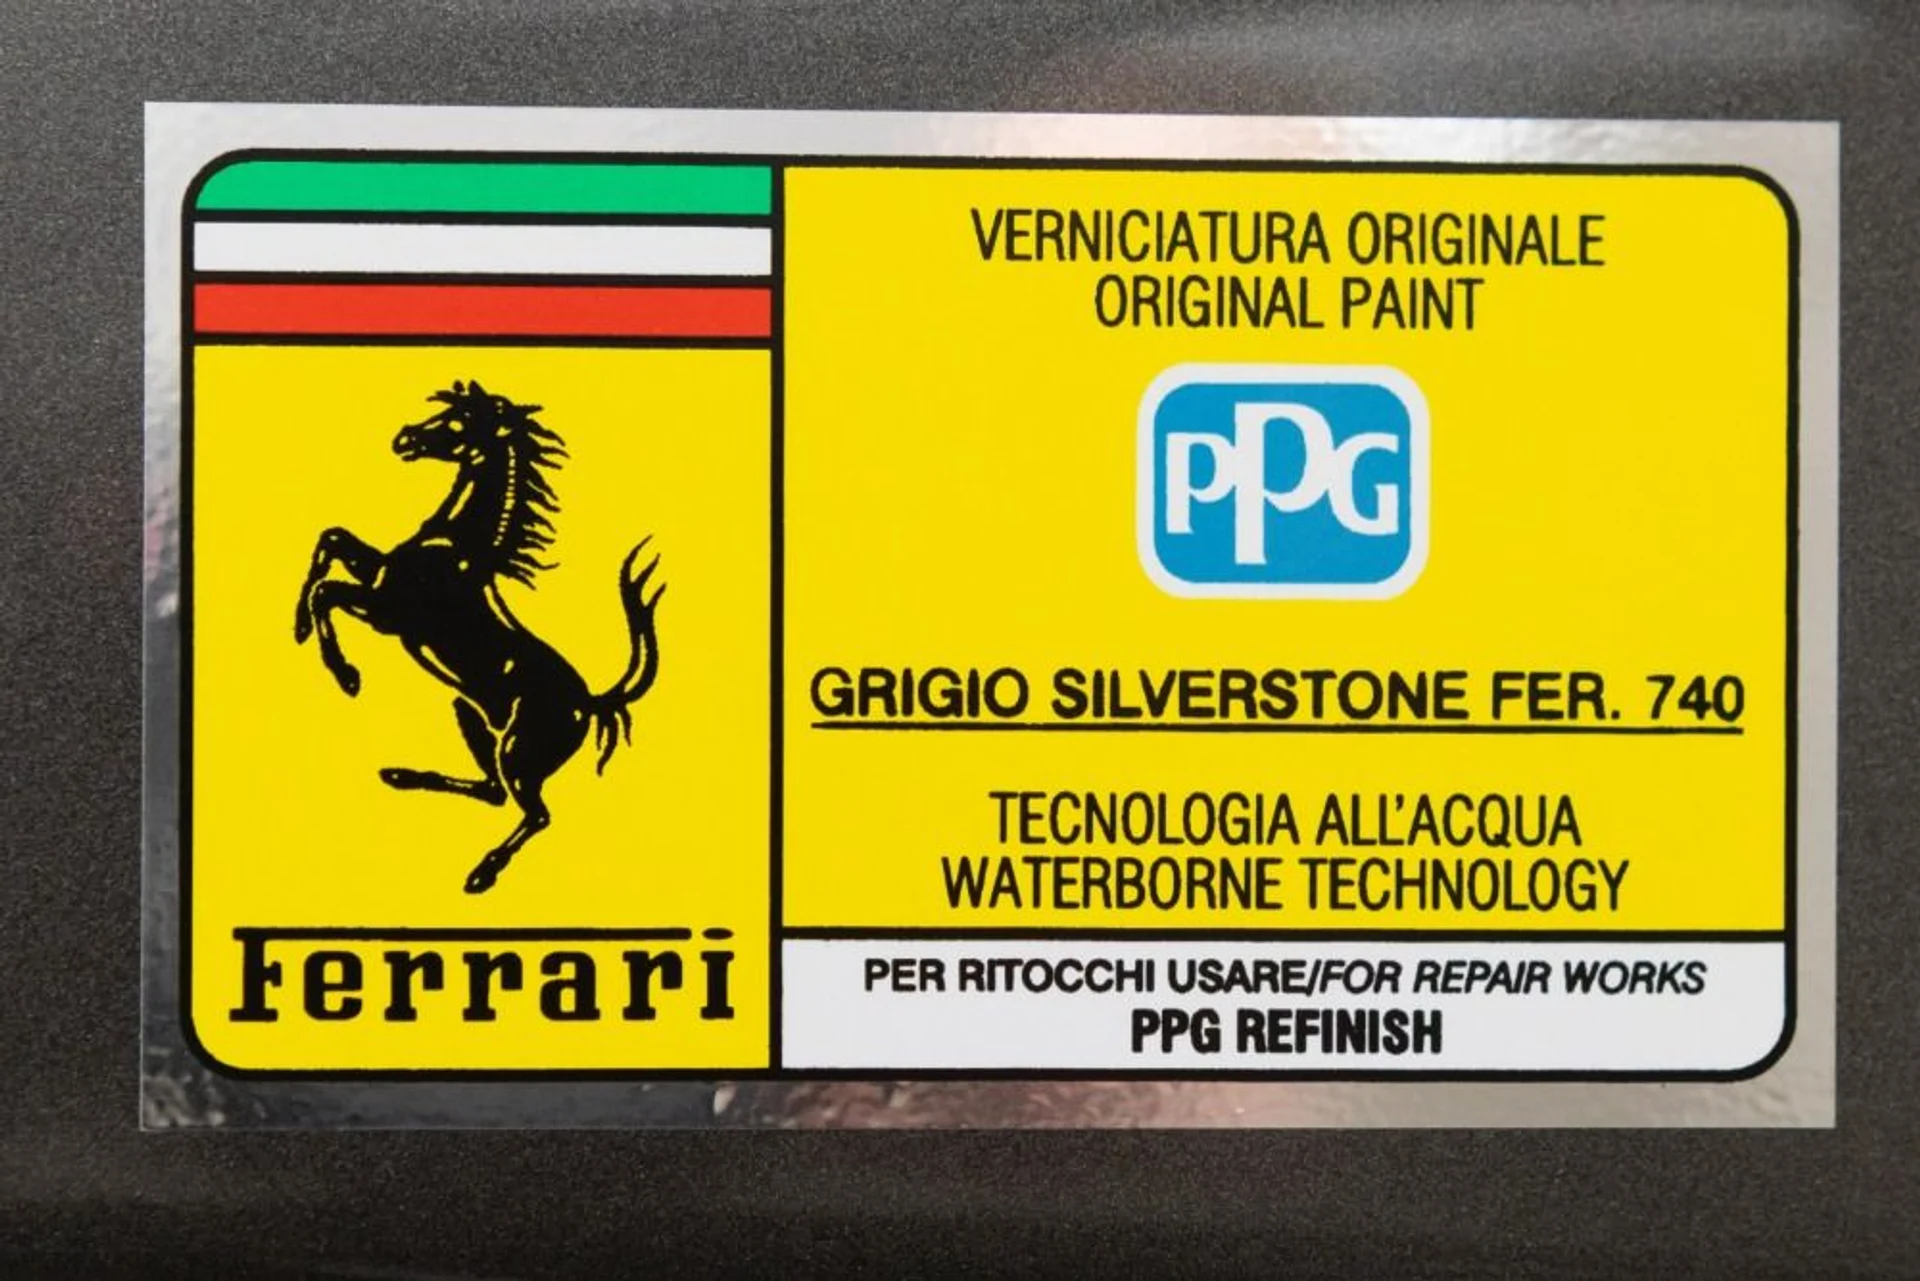 Ferrari
VERNICIATURA ORIGINALE
ORIGINAL PAINT
PPG
GRIGIO SILVERSTONE FER. 740
TECNOLOGIA ALL'ACQUA
WATERBORNE TECHNOLOGY
PER RITOCCHI USARE/FOR REPAIR WORKS
PPG REFINISH